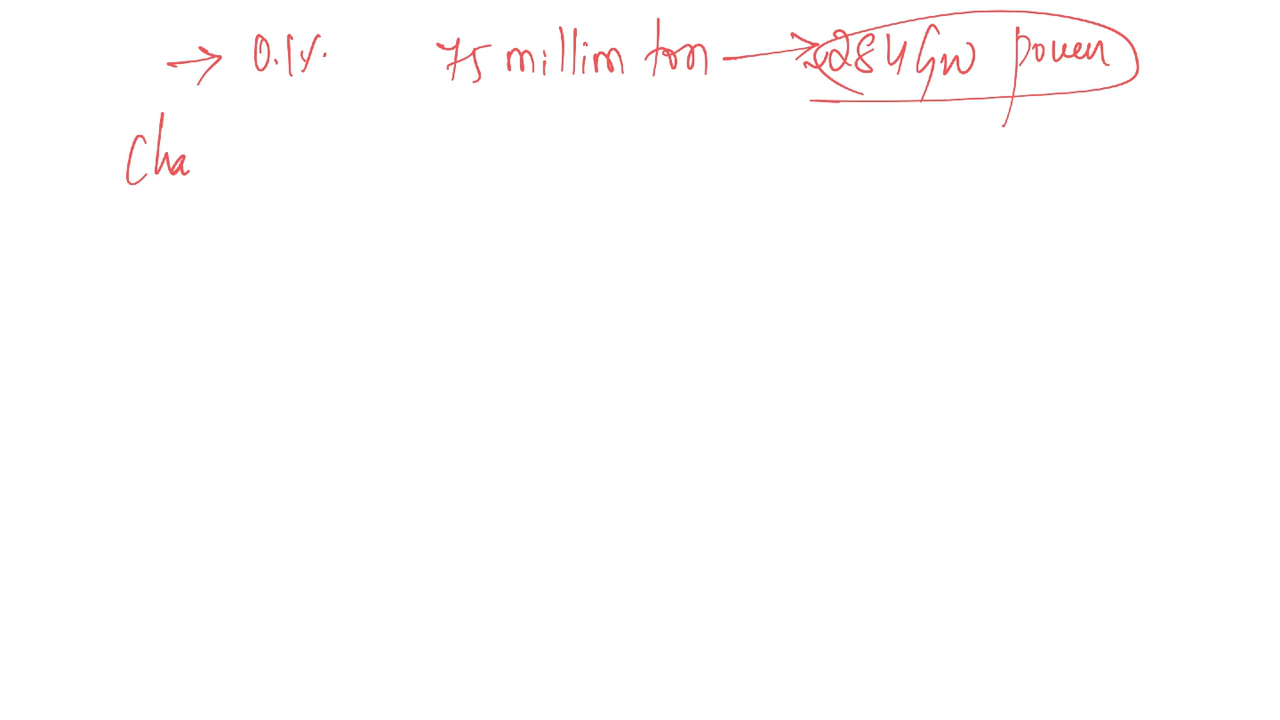 → 0.1%. 75 million ton → 284 GW power
Cha